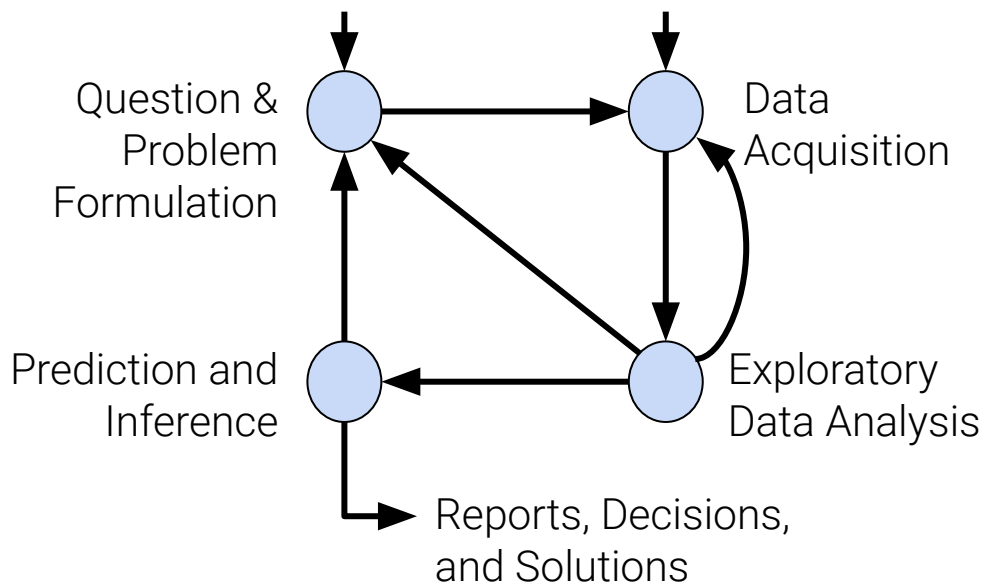 Question &
Problem
Formulation
Data
Acquisition
Prediction and
Inference
Exploratory
Data Analysis
Reports, Decisions,
and Solutions